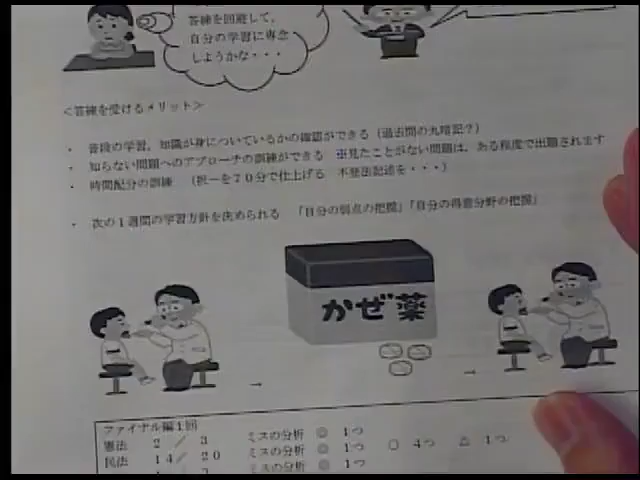 答練を回避して、
自分の学習に専念
しようかな・・・
＜答練を受けるメリット＞
・ 普段の学習、知識が身についているかの確認ができる（過去問の丸暗記？）
・ 知らない問題へのアプローチの訓練ができる ※見たことがない問題は、ある程度で出題されます
・ 時間配分の訓練 （択一を７０分で仕上げる 不登法記述を・・・）
・ 次の１週間の学習方針を決められる 「自分の弱点の把握」「自分の得意分野の把握」
かぜ薬
→ →
ファイナル編１回
憲法 2 ／ 3 ミスの分析 ◎ １つ
民法 14／ 20 ミスの分析 ◎ １つ ○ ４つ △ １つ
ミスの分析 ◎ １つ